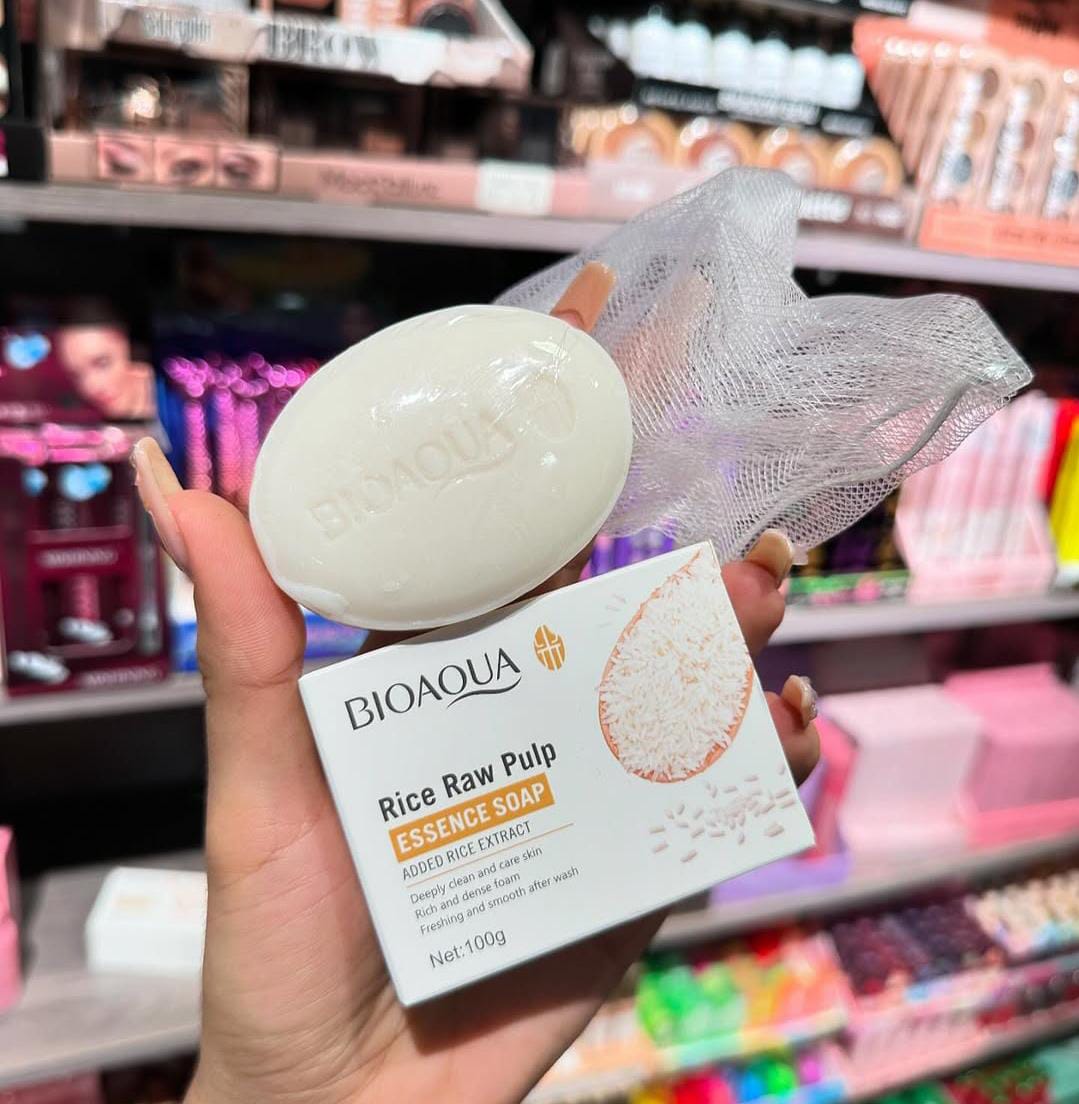 BROW
BIOAQUA
BIOAQUA
Rice Raw Pulp
ESSENCE SOAP
ADDED RICE EXTRACT
Deeply clean and care skin
Rich and dense foam
Freshing and smooth after wash
Net:100g